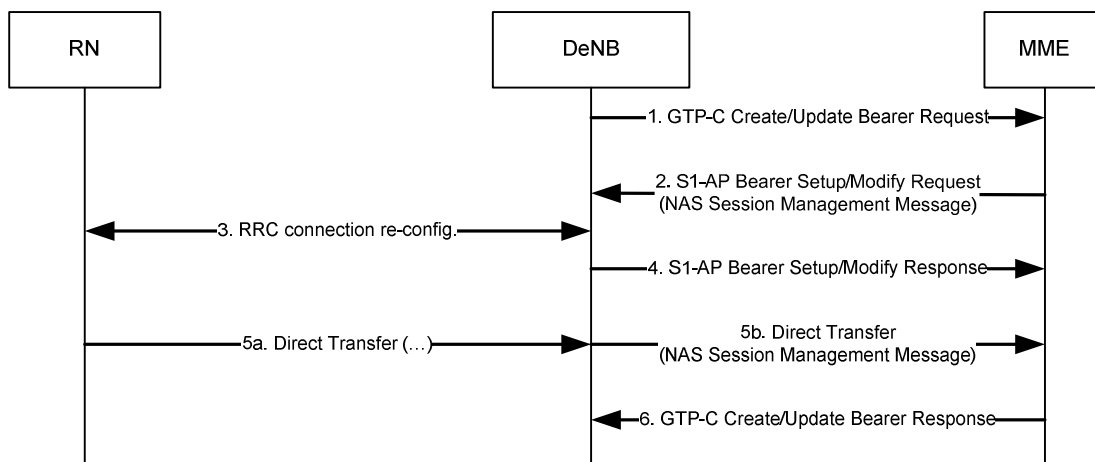 RN
DeNB
MME
1. GTP-C Create/Update Bearer Request
2. S1-AP Bearer Setup/Modify Request
(NAS Session Management Message)
3. RRC connection re-config.
4. S1-AP Bearer Setup/Modify Response
5a. Direct Transfer (...)
5b. Direct Transfer
(NAS Session Management Message)
6. GTP-C Create/Update Bearer Response